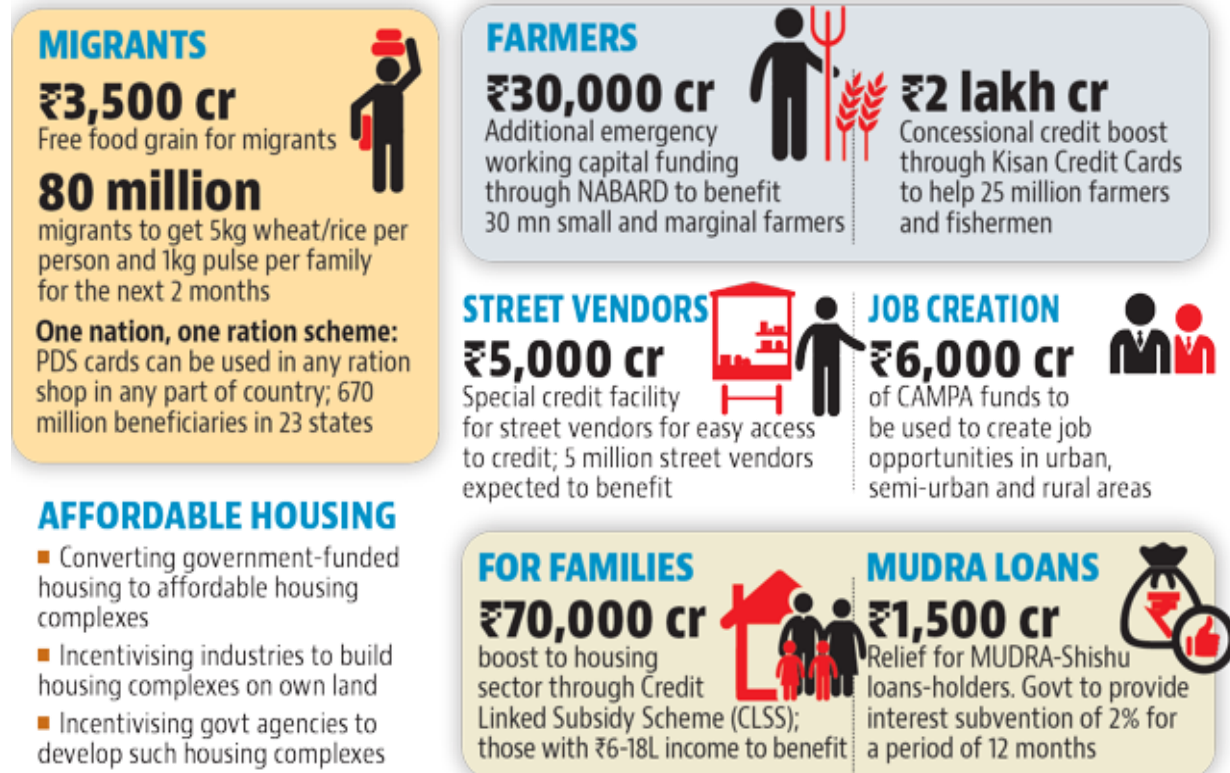 MIGRANTS
₹3,500 cr
Free food grain for migrants
80 million
migrants to get 5kg wheat/rice per
person and 1kg pulse per family
for the next 2 months
One nation, one ration scheme:
PDS cards can be used in any ration
shop in any part of country; 670
million beneficiaries in 23 states
AFFORDABLE HOUSING
■ Converting government-funded
housing to affordable housing
complexes
■ Incentivising industries to build
housing complexes on own land
■ Incentivising govt agencies to
develop such housing complexes
FARMERS
₹30,000 cr
Additional emergency
working capital funding
through NABARD to benefit
30 mn small and marginal farmers
₹2 lakh cr
Concessional credit boost
through Kisan Credit Cards
to help 25 million farmers
and fishermen
STREET VENDORS
₹5,000 cr
Special credit facility
for street vendors for easy access
to credit; 5 million street vendors
expected to benefit
JOB CREATION
₹6,000 cr
of CAMPA funds to
be used to create job
opportunities in urban,
semi-urban and rural areas
FOR FAMILIES
₹70,000 cr
boost to housing
sector through Credit
Linked Subsidy Scheme (CLSS);
those with ₹6-18L income to benefit
MUDRA LOANS
₹1,500 cr
Relief for MUDRA-Shishu
loans-holders. Govt to provide
interest subvention of 2% for
a period of 12 months
₹